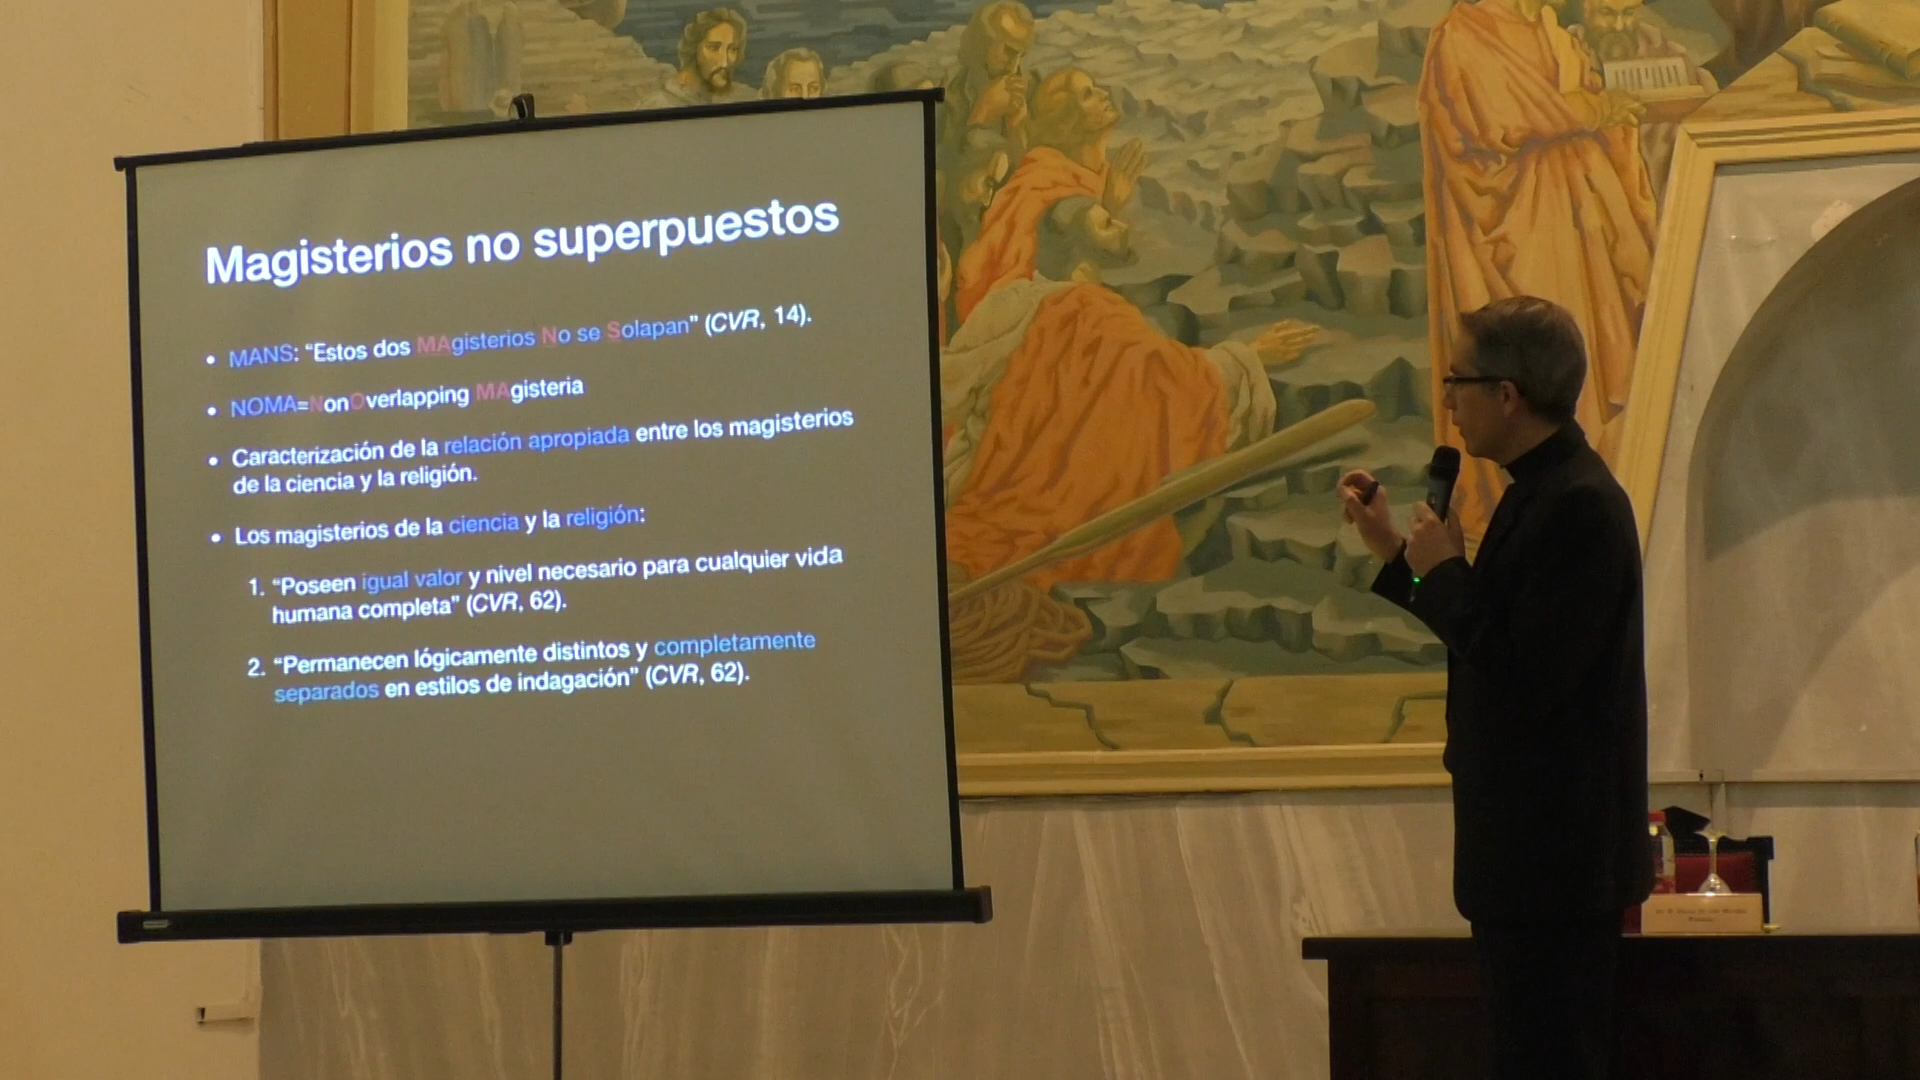 Magisterios no superpuestos
• MANS: “Estos dos MAgisterios No se Solapan” (CVR, 14).
• NOMA=NonOverlapping MAgisteria
• Caracterización de la relación apropiada entre los magisterios
de la ciencia y la religión.
• Los magisterios de la ciencia y la religión:
1. “Poseen igual valor y nivel necesario para cualquier vida
humana completa” (CVR, 62).
2. “Permanecen lógicamente distintos y completamente
separados en estilos de indagación” (CVR, 62).